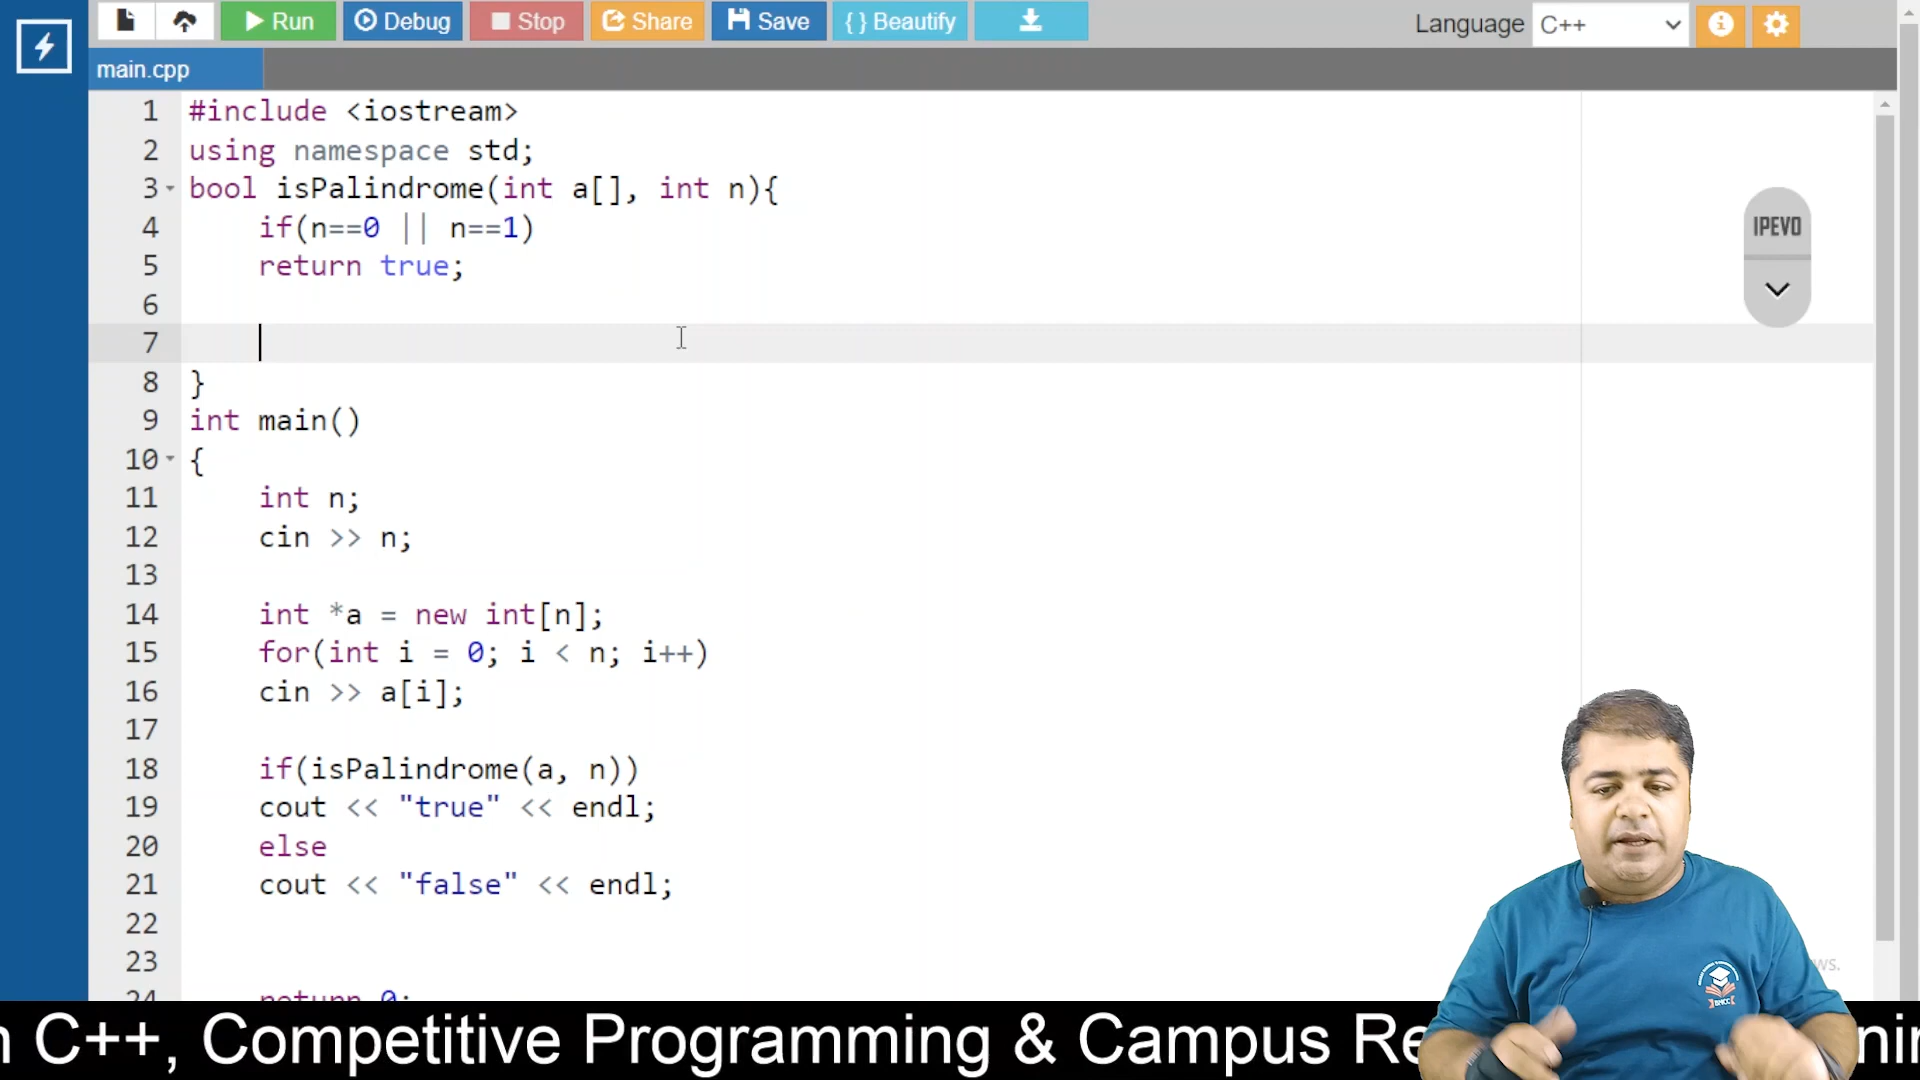 Run Debug Stop Share Save { } Beautify Language C++
main.cpp
1 #include <iostream>
2 using namespace std;
3 bool isPalindrome(int a[], int n){
4 if(n==0 || n==1)
5 return true;
6
7
8 }
9 int main()
10 {
11 int n;
12 cin >> n;
13
14 int *a = new int[n];
15 for(int i = 0; i < n; i++)
16 cin >> a[i];
17
18 if(isPalindrome(a, n))
19 cout << "true" << endl;
20 else
21 cout << "false" << endl;
22
23
24 return 0;
IPEVO
C++, Competitive Programming & Campus